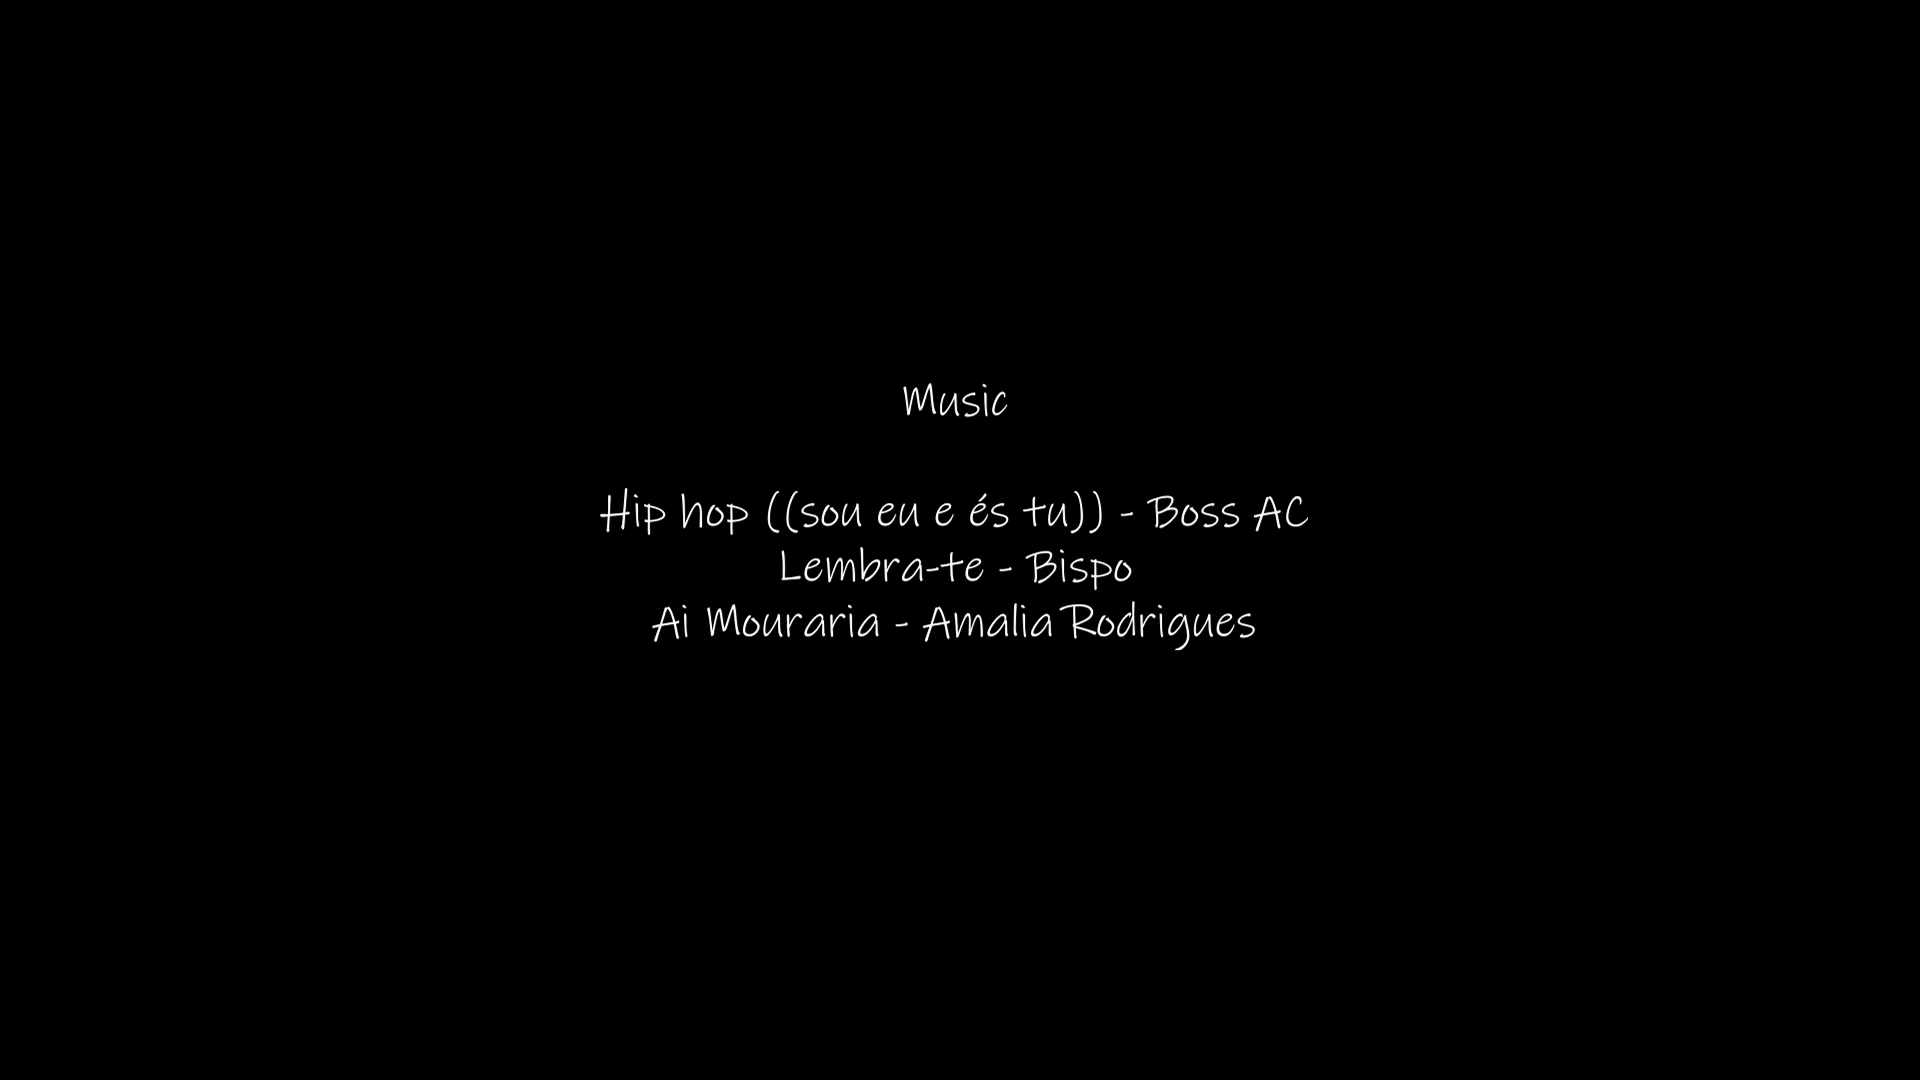 Music
Hip hop ((sou eu e és tu)) - Boss AC
Lembra-te - Bispo
Ai Mouraria - Amalia Rodrigues